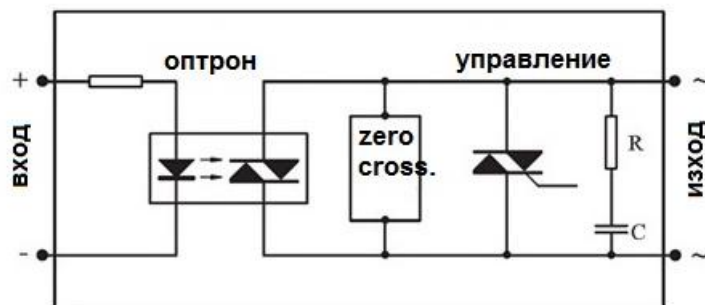 оптрон
управление
+
~
вход
zero
cross.
R
изход
C
-
~